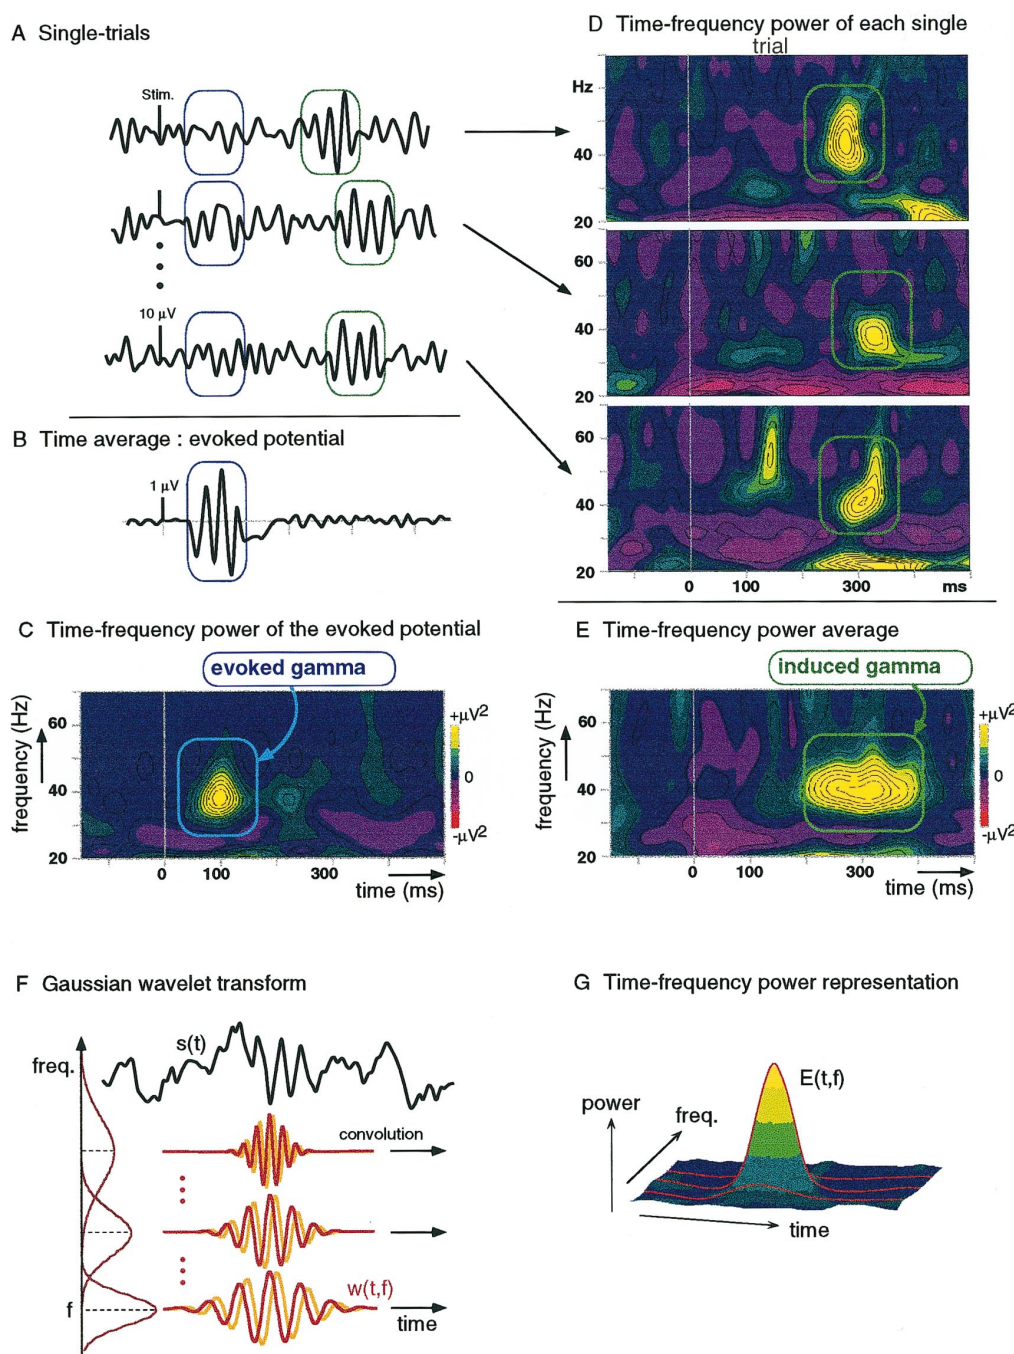 A Single-trials
Stim.
10 µV
B Time average : evoked potential
1 µV
C Time-frequency power of the evoked potential
evoked gamma
frequency (Hz)
60
40
20
0
100
300
time (ms)
+µV2
0
-µV2
D Time-frequency power of each single
trial
Hz
40
20
60
40
20
60
40
20
0
100
300
ms
E Time-frequency power average
induced gamma
frequency (Hz)
60
40
20
0
100
300
time (ms)
+µV2
0
-µV2
F Gaussian wavelet transform
freq.
s(t)
convolution
w(t,f)
f
time
G Time-frequency power representation
E(t,f)
power
freq.
time